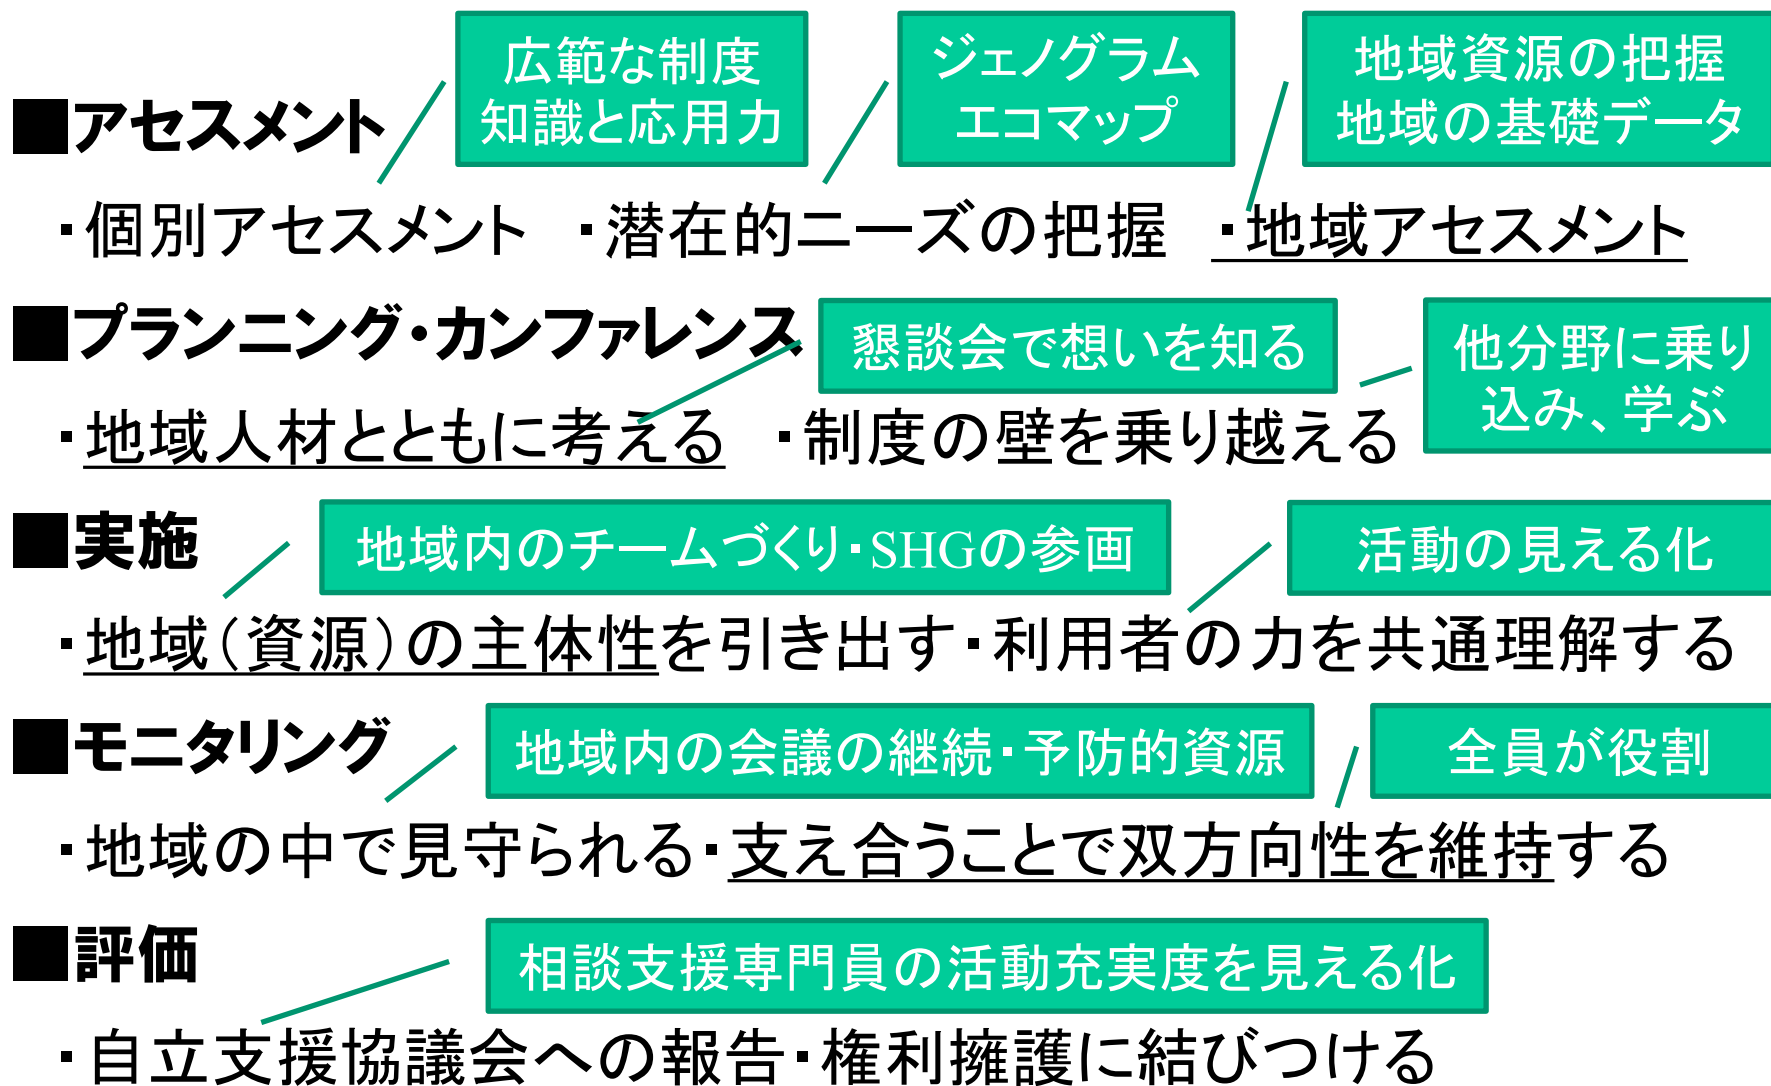 広範な制度
知識と応用力
ジェノグラム
エコマップ
地域資源の把握
地域の基礎データ
■アセスメント
・個別アセスメント ・潜在的ニーズの把握 ・地域アセスメント
■プランニング・カンファレンス
懇談会で想いを知る
他分野に乗り
込み、学ぶ
・地域人材とともに考える ・制度の壁を乗り越える
■実施
地域内のチームづくり・SHGの参画
活動の見える化
・地域(資源)の主体性を引き出す・利用者の力を共通理解する
■モニタリング
地域内の会議の継続・予防的資源
全員が役割
・地域の中で見守られる・支え合うことで双方向性を維持する
■評価
相談支援専門員の活動充実度を見える化
・自立支援協議会への報告・権利擁護に結びつける